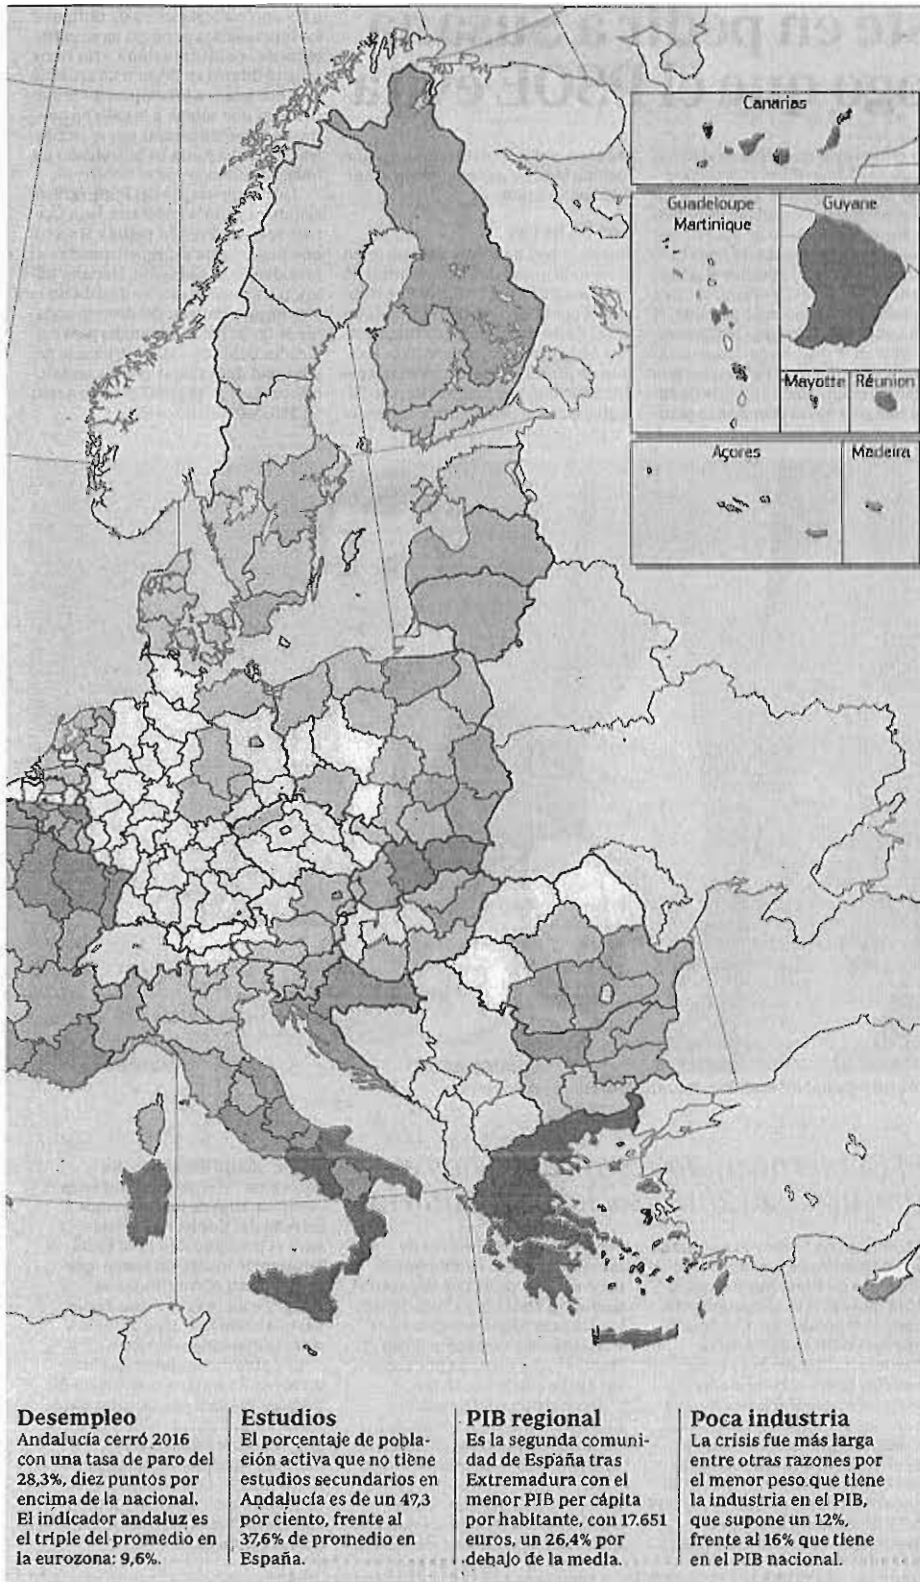 Canarias
Guadeloupe
Martinique
Guyane
Mayotte
Réunion
Açores
Madeira
Desempleo
Andalucía cerró 2016
con una tasa de paro del
28,3%, diez puntos por
encima de la nacional.
El indicador andaluz es
el triple del promedio en
la eurozona: 9,6%.
Estudios
El porcentaje de pobla-
ción activa que no tiene
estudios secundarios en
Andalucía es de un 47,3
por ciento, frente al
37,6% de promedio en
España.
PIB regional
Es la segunda comuni-
dad de España tras
Extremadura con el
menor PIB per cápita
por habitante, con 17.651
euros, un 26,4% por
debajo de la media.
Poca industria
La crisis fue más larga
entre otras razones por
el menor peso que tiene
la industria en el PIB,
que supone un 12%,
frente al 16% que tiene
en el PIB nacional.